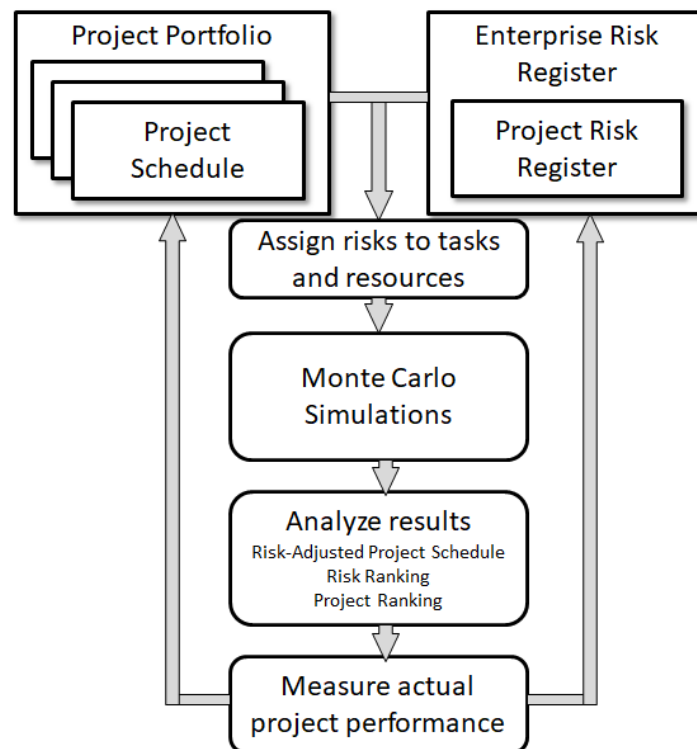 Project Portfolio
Project
Schedule
Enterprise Risk
Register
Project Risk
Register
Assign risks to tasks
and resources
Monte Carlo
Simulations
Analyze results
Risk-Adjusted Project Schedule
Risk Ranking
Project Ranking
Measure actual
project performance